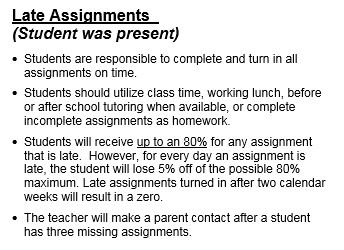 Late Assignments
(Student was present)
• Students are responsible to complete and turn in all
assignments on time.
• Students should utilize class time, working lunch, before
or after school tutoring when available, or complete
incomplete assignments as homework.
• Students will receive up to an 80% for any assignment
that is late. However, for every day an assignment is
late, the student will lose 5% off of the possible 80%
maximum. Late assignments turned in after two calendar
weeks will result in a zero.
• The teacher will make a parent contact after a student
has three missing assignments.